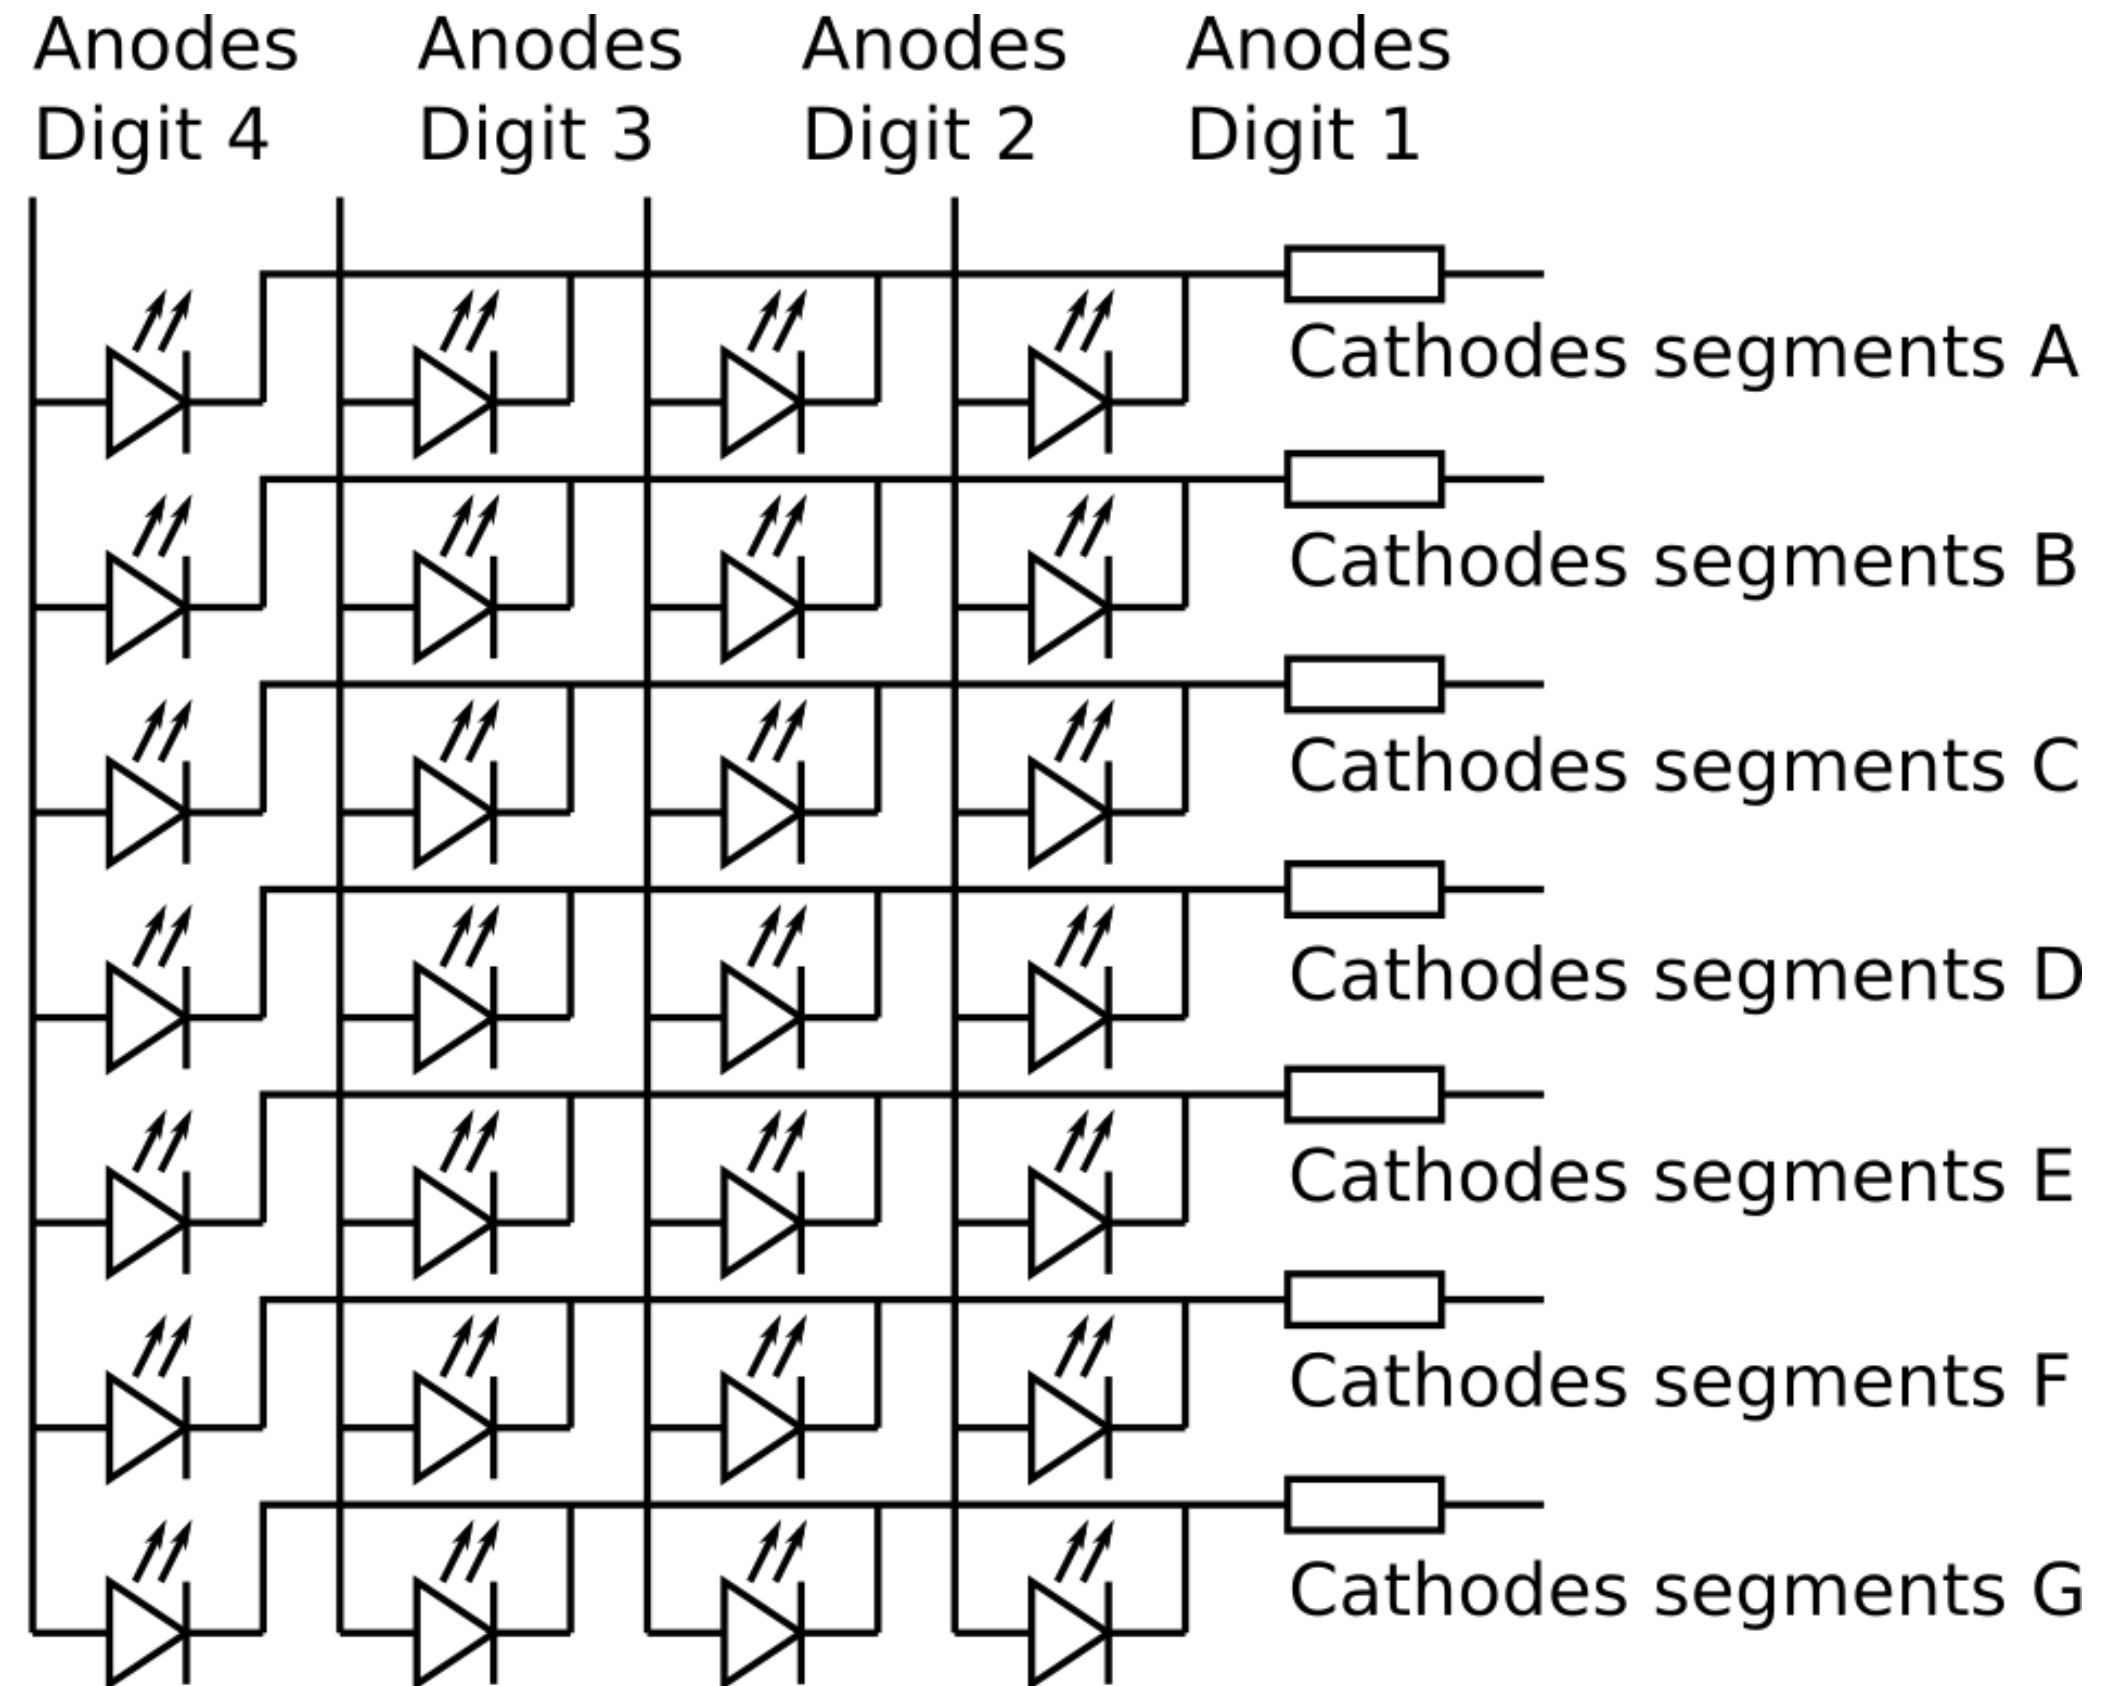 Anodes Anodes Anodes Anodes
Digit 4 Digit 3 Digit 2 Digit 1
Cathodes segments A
Cathodes segments B
Cathodes segments C
Cathodes segments D
Cathodes segments E
Cathodes segments F
Cathodes segments G